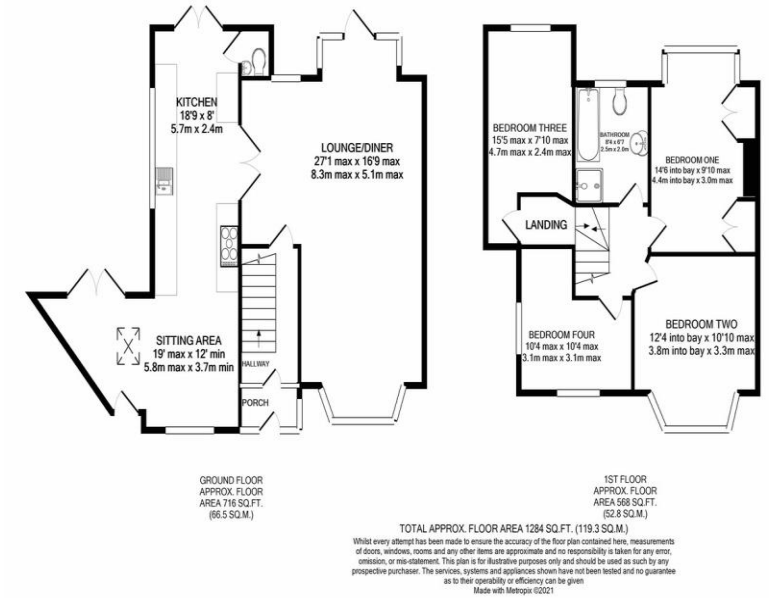 KITCHEN
18'9 x 8'
5.7m x 2.4m
LOUNGE/DINER
27'1 max x 16'9 max
8.3m max x 5.1m max
SITTING AREA
19' max x 12' min
5.8m max x 3.7m min
HALLWAY
PORCH
BEDROOM THREE
15'5 max x 7'10 max
4.7m max x 2.4m max
BATHROOM
8'4 x 6'7
2.5m x 2.0m
BEDROOM ONE
14'6 into bay x 9'10 max
4.4m into bay x 3.0m max
LANDING
BEDROOM FOUR
10'4 max x 10'4 max
3.1m max x 3.1m max
BEDROOM TWO
12'4 into bay x 10'10 max
3.8m into bay x 3.3m max
GROUND FLOOR
APPROX. FLOOR
AREA 716 SQ.FT.
(66.5 SQ.M.)
1ST FLOOR
APPROX. FLOOR
AREA 568 SQ.FT.
(52.8 SQ.M.)
TOTAL APPROX. FLOOR AREA 1284 SQ.FT. (119.3 SQ.M.)
Whilst every attempt has been made to ensure the accuracy of the floor plan contained here, measurements
of doors, windows, rooms and any other items are approximate and no responsibility is taken for any error,
omission, or mis-statement. This plan is for illustrative purposes only and should be used as such by any
prospective purchaser. The services, systems and appliances shown have not been tested and no guarantee
as to their operability or efficiency can be given
Made with Metropix ©2021